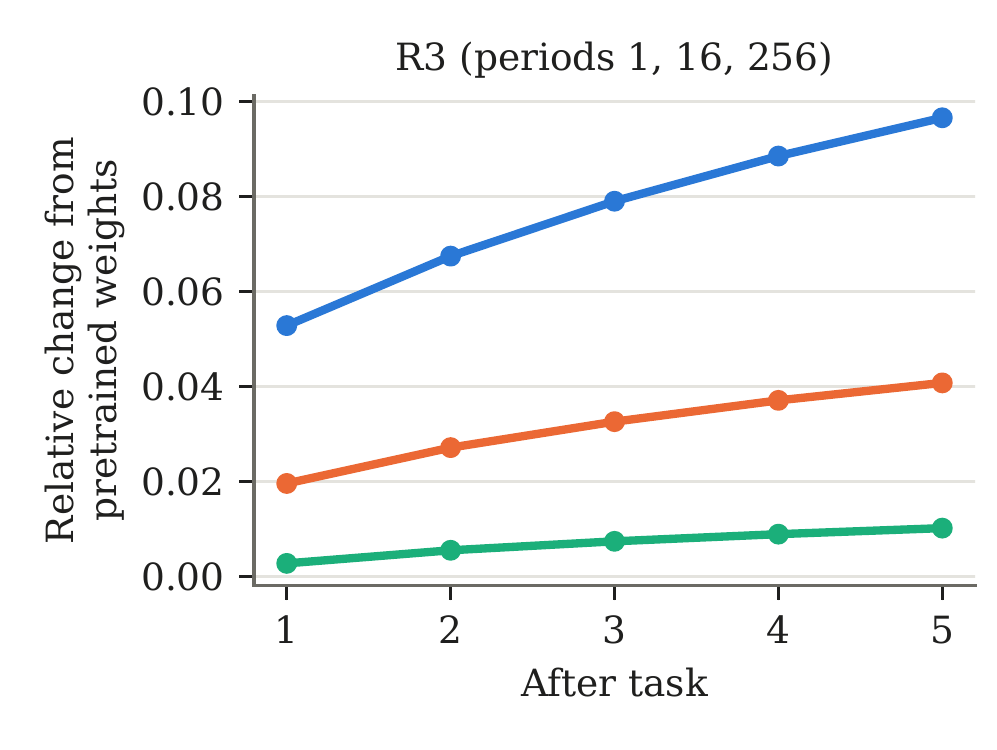 R3 (periods 1, 16, 256)
Relative change from
pretrained weights
0.10
0.08
0.06
0.04
0.02
0.00
1 2 3 4 5
After task